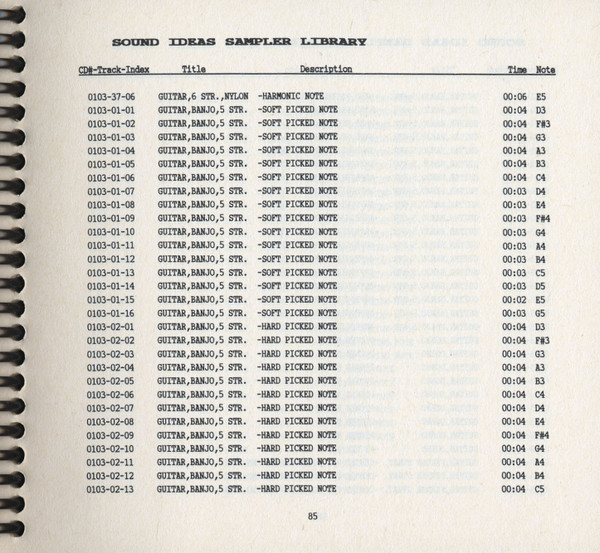 SOUND IDEAS SAMPLER LIBRARY
CD#-Track-Index Title Description Time Note
0103-37-06 GUITAR,6 STR.,NYLON -HARMONIC NOTE 00:06 E5
0103-01-01 GUITAR,BANJO,5 STR. -SOFT PICKED NOTE 00:04 D3
0103-01-02 GUITAR,BANJO,5 STR. -SOFT PICKED NOTE 00:04 F#3
0103-01-03 GUITAR,BANJO,5 STR. -SOFT PICKED NOTE 00:04 G3
0103-01-04 GUITAR,BANJO,5 STR. -SOFT PICKED NOTE 00:04 A3
0103-01-05 GUITAR,BANJO,5 STR. -SOFT PICKED NOTE 00:04 B3
0103-01-06 GUITAR,BANJO,5 STR. -SOFT PICKED NOTE 00:04 C4
0103-01-07 GUITAR,BANJO,5 STR. -SOFT PICKED NOTE 00:03 D4
0103-01-08 GUITAR,BANJO,5 STR. -SOFT PICKED NOTE 00:03 E4
0103-01-09 GUITAR,BANJO,5 STR. -SOFT PICKED NOTE 00:03 F#4
0103-01-10 GUITAR,BANJO,5 STR. -SOFT PICKED NOTE 00:03 G4
0103-01-11 GUITAR,BANJO,5 STR. -SOFT PICKED NOTE 00:03 A4
0103-01-12 GUITAR,BANJO,5 STR. -SOFT PICKED NOTE 00:03 B4
0103-01-13 GUITAR,BANJO,5 STR. -SOFT PICKED NOTE 00:03 C5
0103-01-14 GUITAR,BANJO,5 STR. -SOFT PICKED NOTE 00:03 D5
0103-01-15 GUITAR,BANJO,5 STR. -SOFT PICKED NOTE 00:02 E5
0103-01-16 GUITAR,BANJO,5 STR. -SOFT PICKED NOTE 00:03 G5
0103-02-01 GUITAR,BANJO,5 STR. -HARD PICKED NOTE 00:04 D3
0103-02-02 GUITAR,BANJO,5 STR. -HARD PICKED NOTE 00:04 F#3
0103-02-03 GUITAR,BANJO,5 STR. -HARD PICKED NOTE 00:04 G3
0103-02-04 GUITAR,BANJO,5 STR. -HARD PICKED NOTE 00:04 A3
0103-02-05 GUITAR,BANJO,5 STR. -HARD PICKED NOTE 00:04 B3
0103-02-06 GUITAR,BANJO,5 STR. -HARD PICKED NOTE 00:04 C4
0103-02-07 GUITAR,BANJO,5 STR. -HARD PICKED NOTE 00:04 D4
0103-02-08 GUITAR,BANJO,5 STR. -HARD PICKED NOTE 00:04 E4
0103-02-09 GUITAR,BANJO,5 STR. -HARD PICKED NOTE 00:04 F#4
0103-02-10 GUITAR,BANJO,5 STR. -HARD PICKED NOTE 00:04 G4
0103-02-11 GUITAR,BANJO,5 STR. -HARD PICKED NOTE 00:04 A4
0103-02-12 GUITAR,BANJO,5 STR. -HARD PICKED NOTE 00:04 B4
0103-02-13 GUITAR,BANJO,5 STR. -HARD PICKED NOTE 00:04 C5
85